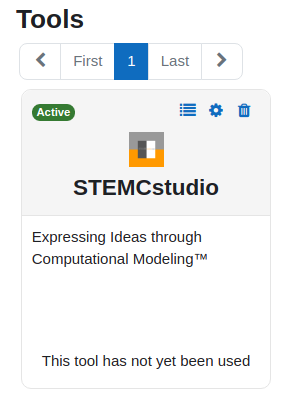 Tools
First 1 Last
Active
STEMCstudio
Expressing Ideas through
Computational Modeling™
This tool has not yet been used